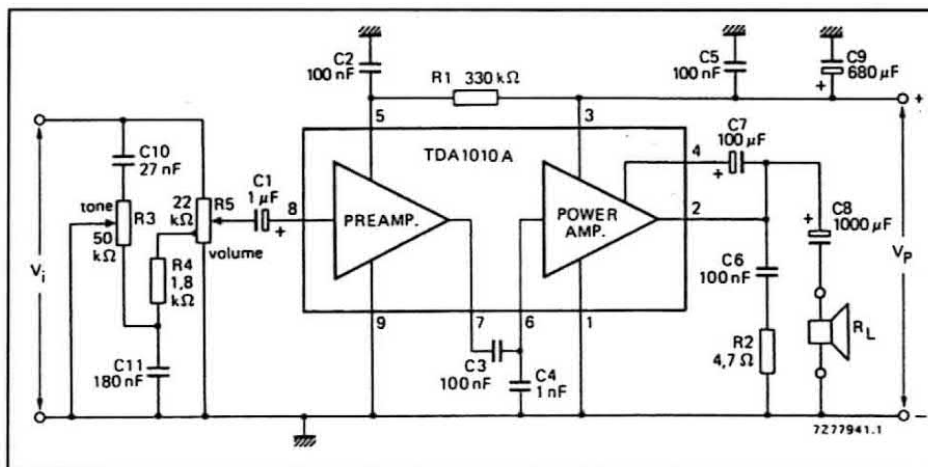 C2
100 nF
R1 330 kΩ
C5
100 nF
C9
680 µF
+
+
5
3
C7
100 µF
TDA1010A
4
+
C10
27 nF
C1
1 µF
tone
R3
22
kΩ
R5
8
+
PREAMP.
POWER
AMP.
2
+
C8
1000 µF
50
kΩ
volume
Vi
R4
1,8
kΩ
C6
100 nF
VP
9
7
6
1
C11
180 nF
C3
100 nF
C4
1 nF
R2
4,7 Ω
RL
7Z77941.1
−